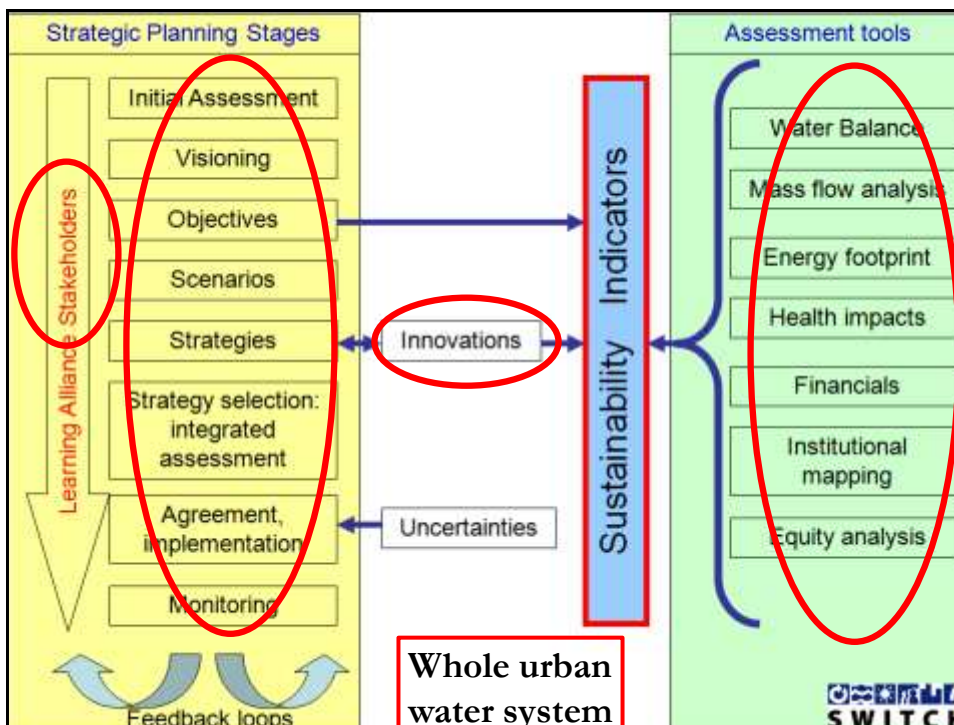 Strategic Planning Stages
Learning Alliance Stakeholders
Initial Assessment
Visioning
Objectives
Scenarios
Strategies
Strategy selection:
integrated
assessment
Agreement,
implementation
Monitoring
Feedback loops
Innovations
Uncertainties
Whole urban
water system
Sustainability Indicators
Assessment tools
Water Balance
Mass flow analysis
Energy footprint
Health impacts
Financials
Institutional
mapping
Equity analysis
SWITCH